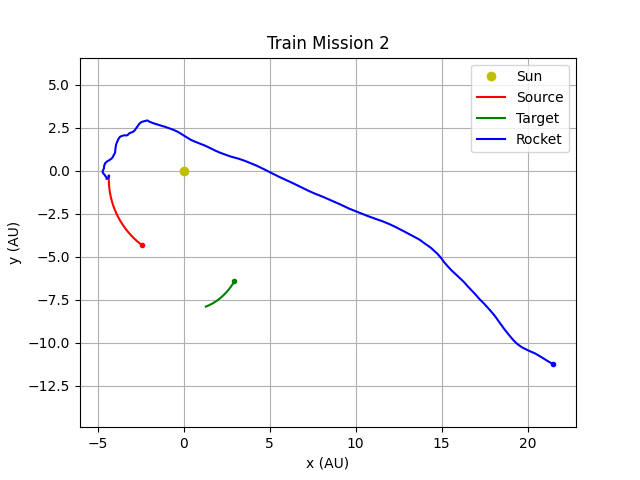 Train Mission 2
Sun
Source
Target
Rocket
5.0
2.5
0.0
−2.5
−5.0
−7.5
−10.0
−12.5
y (AU)
−5
0
5
10
15
20
x (AU)